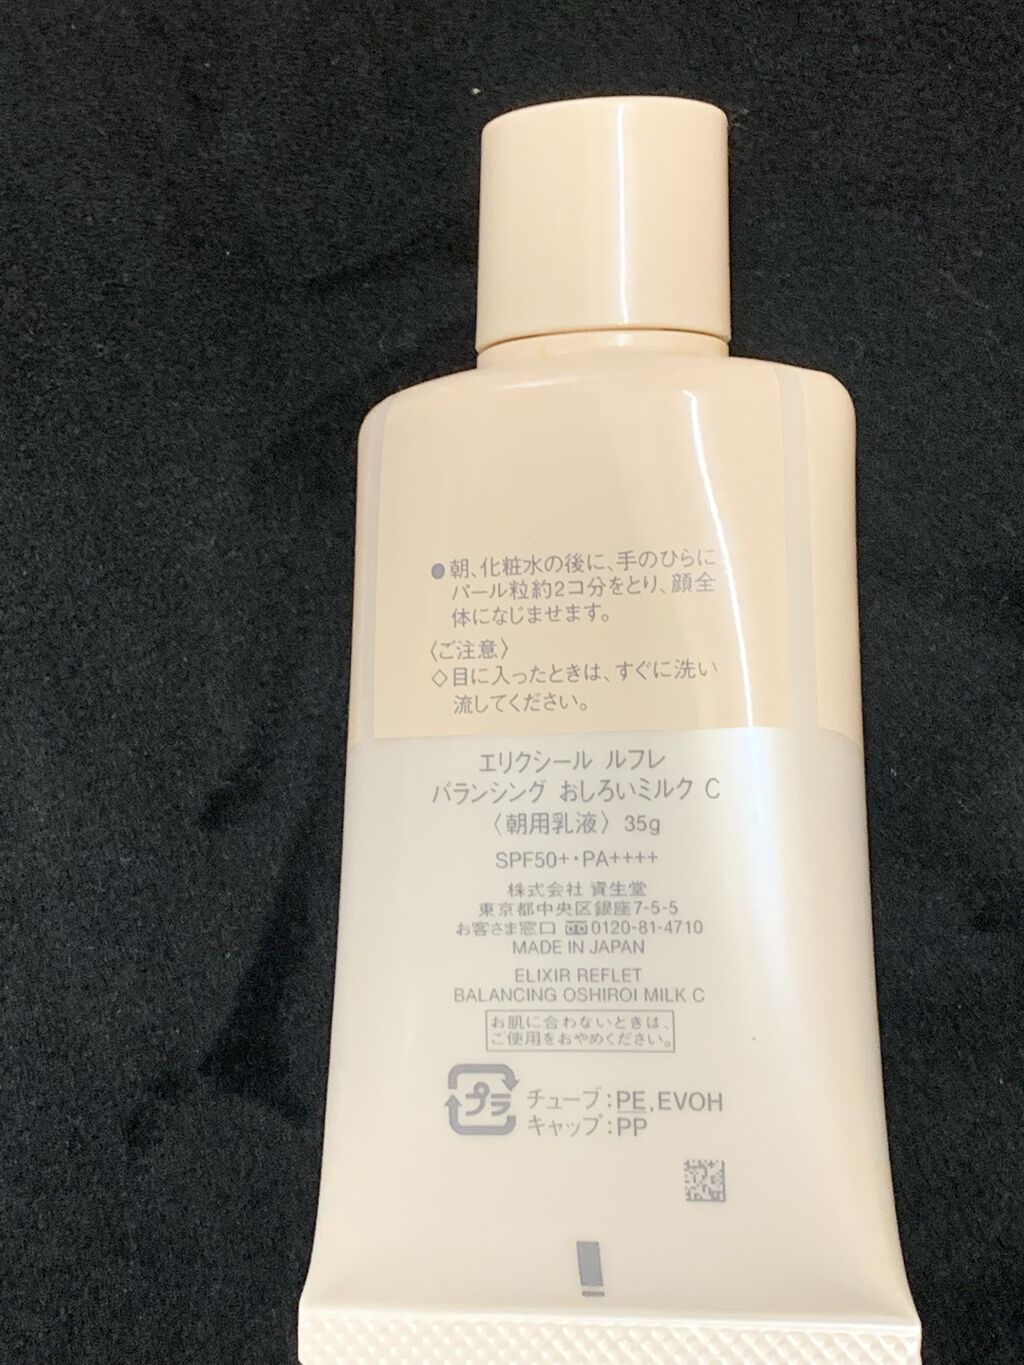 ●朝、化粧水の後に、手のひらに
パール粒約2コ分をとり、顔全
体になじませます。
〈ご注意〉
◇目に入ったときは、すぐに洗い
流してください。
エリクシール ルフレ
バランシング おしろいミルク C
〈朝用乳液〉 35g
SPF50+・PA++++
株式会社 資生堂
東京都中央区銀座7-5-5
お客さま窓口 0120-81-4710
MADE IN JAPAN
ELIXIR REFLET
BALANCING OSHIROI MILK C
お肌に合わないときは、
ご使用をおやめください。
プラ チューブ:PE,EVOH
キャップ:PP